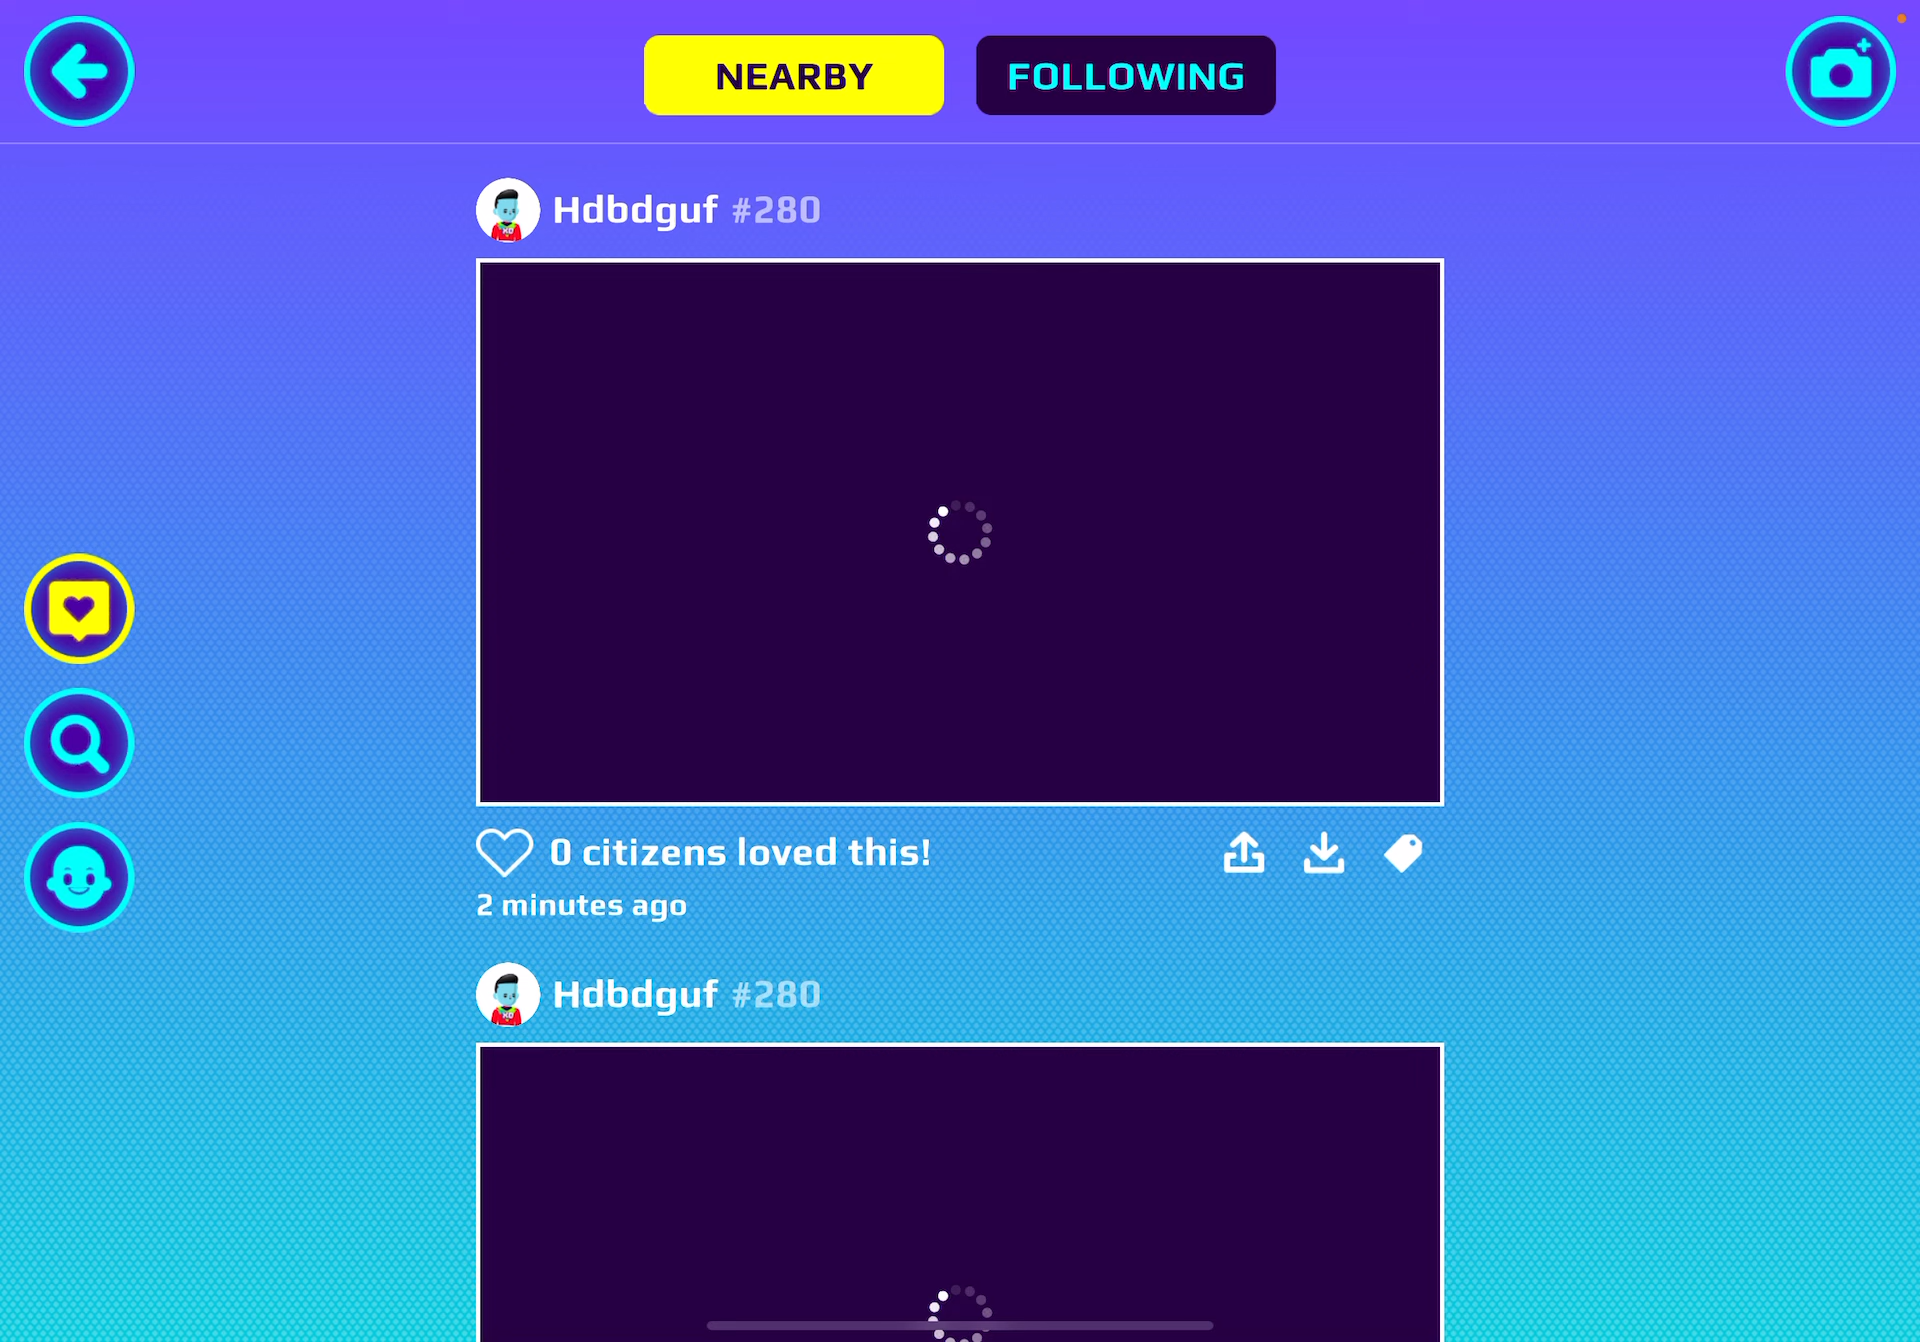 NEARBY
FOLLOWING
Hdbdguf #280
0 citizens loved this!
2 minutes ago
Hdbdguf #280